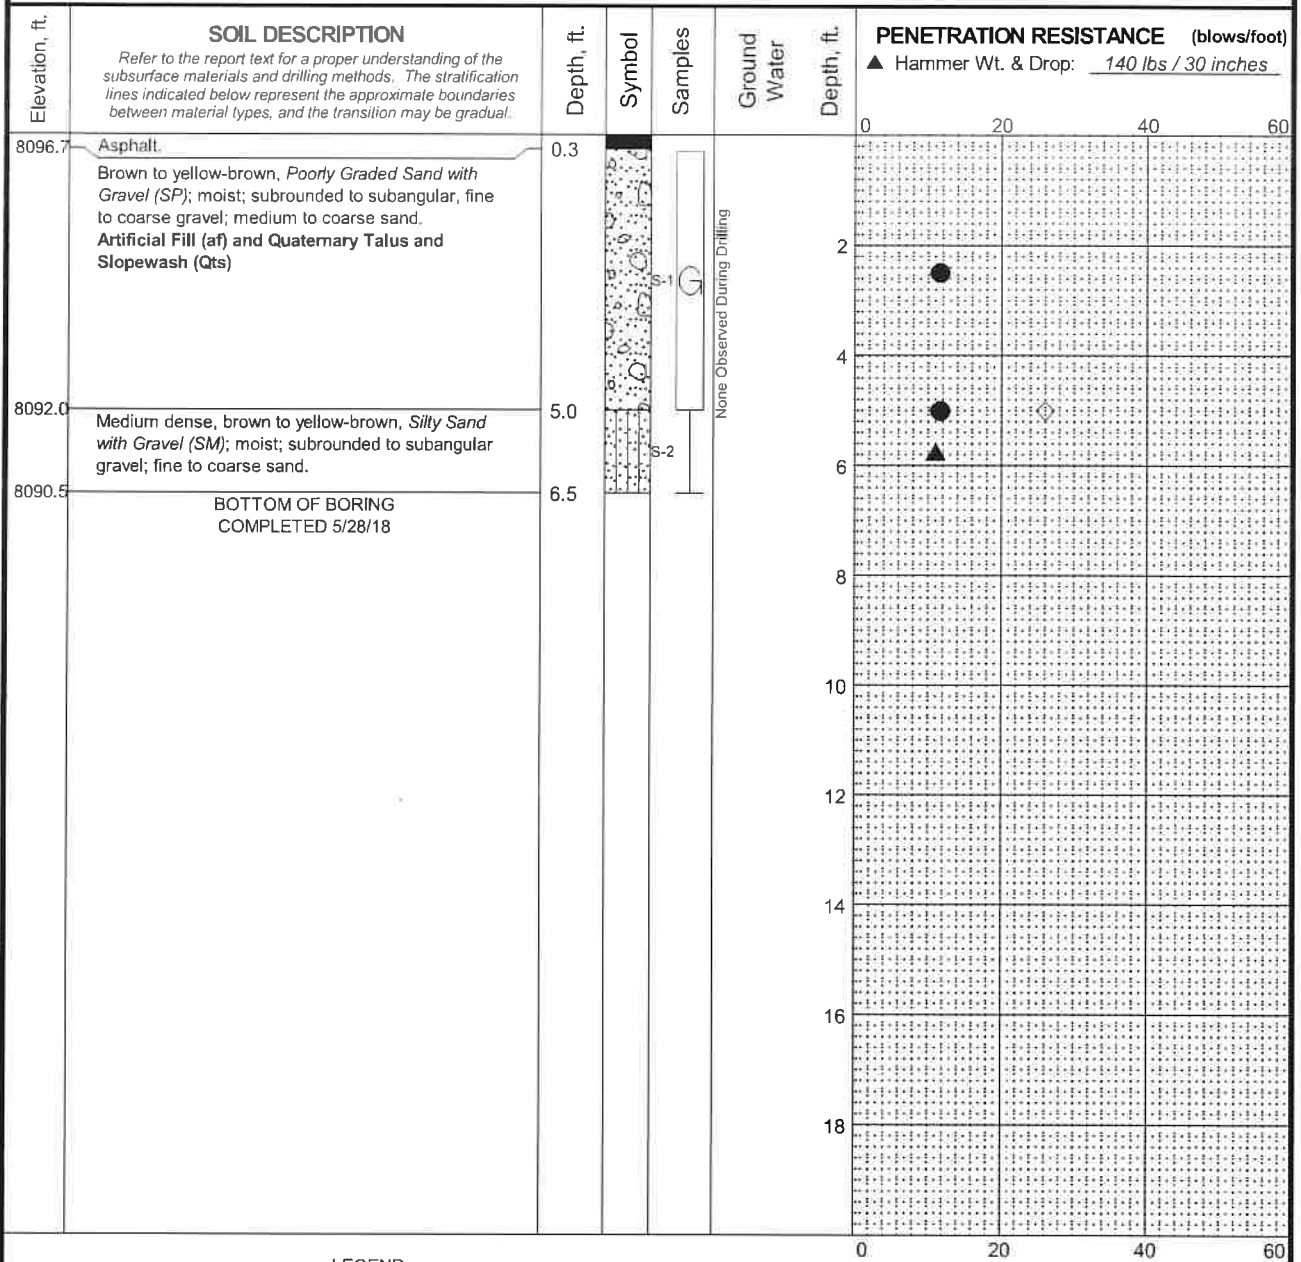 Elevation, ft.
SOIL DESCRIPTION
Refer to the report text for a proper understanding of the
subsurface materials and drilling methods. The stratification
lines indicated below represent the approximate boundaries
between material types, and the transition may be gradual.
Depth, ft.
Symbol
Samples
Ground
Water
Depth, ft.
PENETRATION RESISTANCE (blows/foot)
▲ Hammer Wt. & Drop: 140 lbs / 30 inches
0 20 40 60
8096.7 Asphalt. 0.3
Brown to yellow-brown, Poorly Graded Sand with
Gravel (SP); moist; subrounded to subangular, fine
to coarse gravel; medium to coarse sand.
Artificial Fill (af) and Quaternary Talus and
Slopewash (Qts)
S-1 G
None Observed During Drilling
8092.0 5.0
Medium dense, brown to yellow-brown, Silty Sand
with Gravel (SM); moist; subrounded to subangular
gravel; fine to coarse sand.
S-2
8090.5 6.5
BOTTOM OF BORING
COMPLETED 5/28/18
2
4
6
8
10
12
14
16
18
0 20 40 60
LEGEND